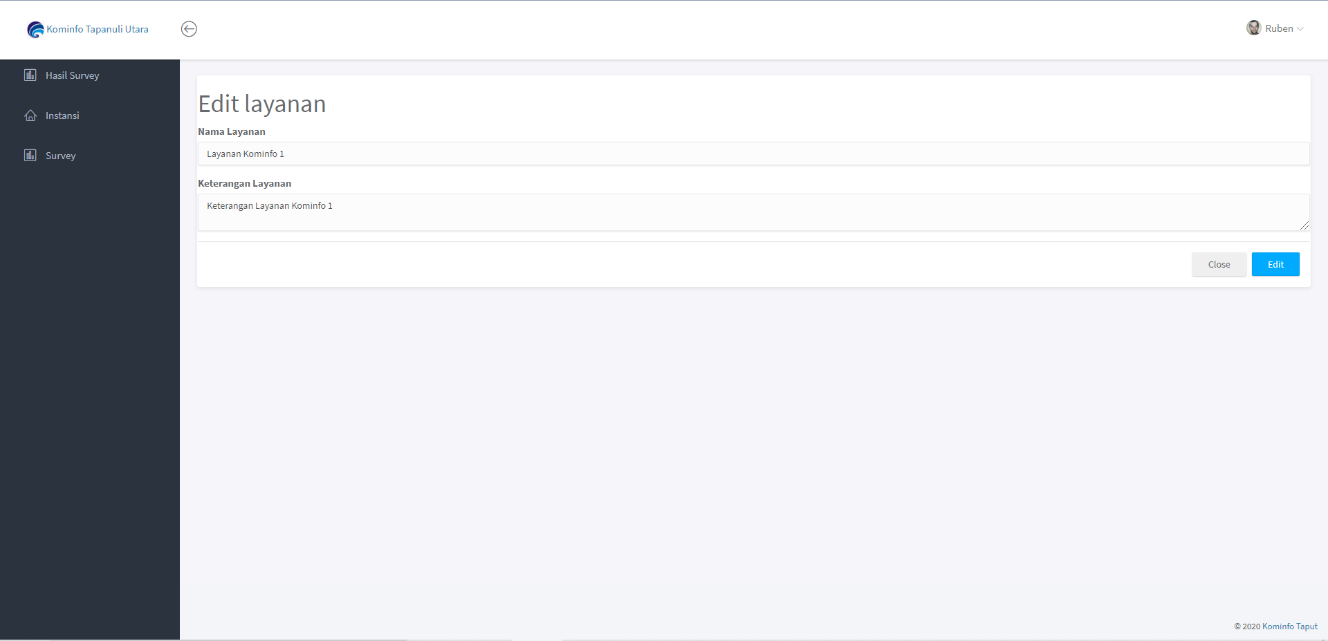 Kominfo Tapanuli Utara
Ruben
Hasil Survey
Instansi
Survey
Edit layanan
Nama Layanan
Layanan Kominfo 1
Keterangan Layanan
Keterangan Layanan Kominfo 1
Close Edit
© 2020 Kominfo Taput